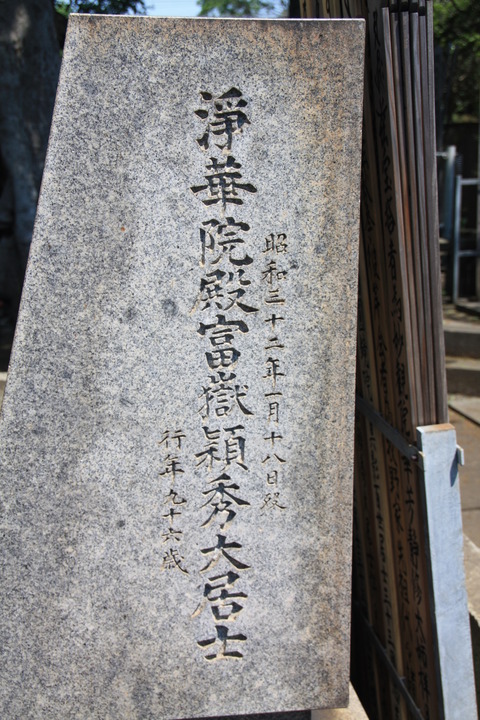 昭和三十二年一月十八日歿
淨華院殿富嶽穎秀大居士
行年九十六歳